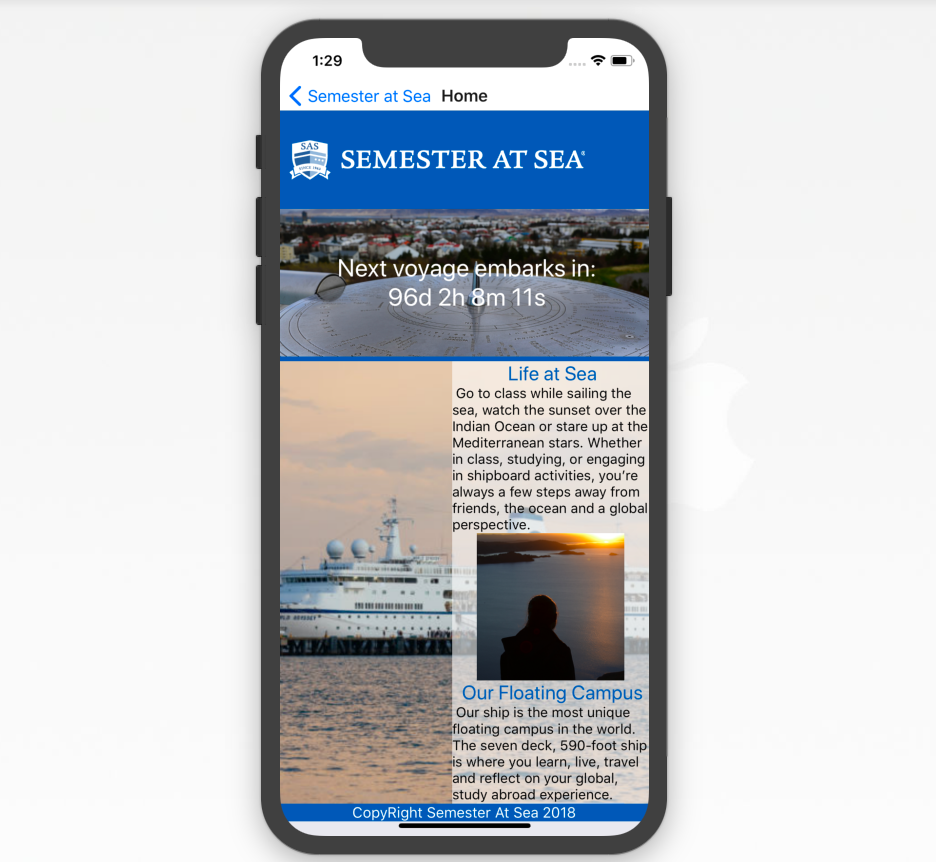 1:29
Semester at Sea Home
SAS
SINCE 1963
SEMESTER AT SEA®
Next voyage embarks in:
96d 2h 8m 11s
Life at Sea
Go to class while sailing the
sea, watch the sunset over the
Indian Ocean or stare up at the
Mediterranean stars. Whether
in class, studying, or engaging
in shipboard activities, you’re
always a few steps away from
friends, the ocean and a global
perspective.
Our Floating Campus
Our ship is the most unique
floating campus in the world.
The seven deck, 590-foot ship
is where you learn, live, travel
and reflect on your global,
study abroad experience.
CopyRight Semester At Sea 2018